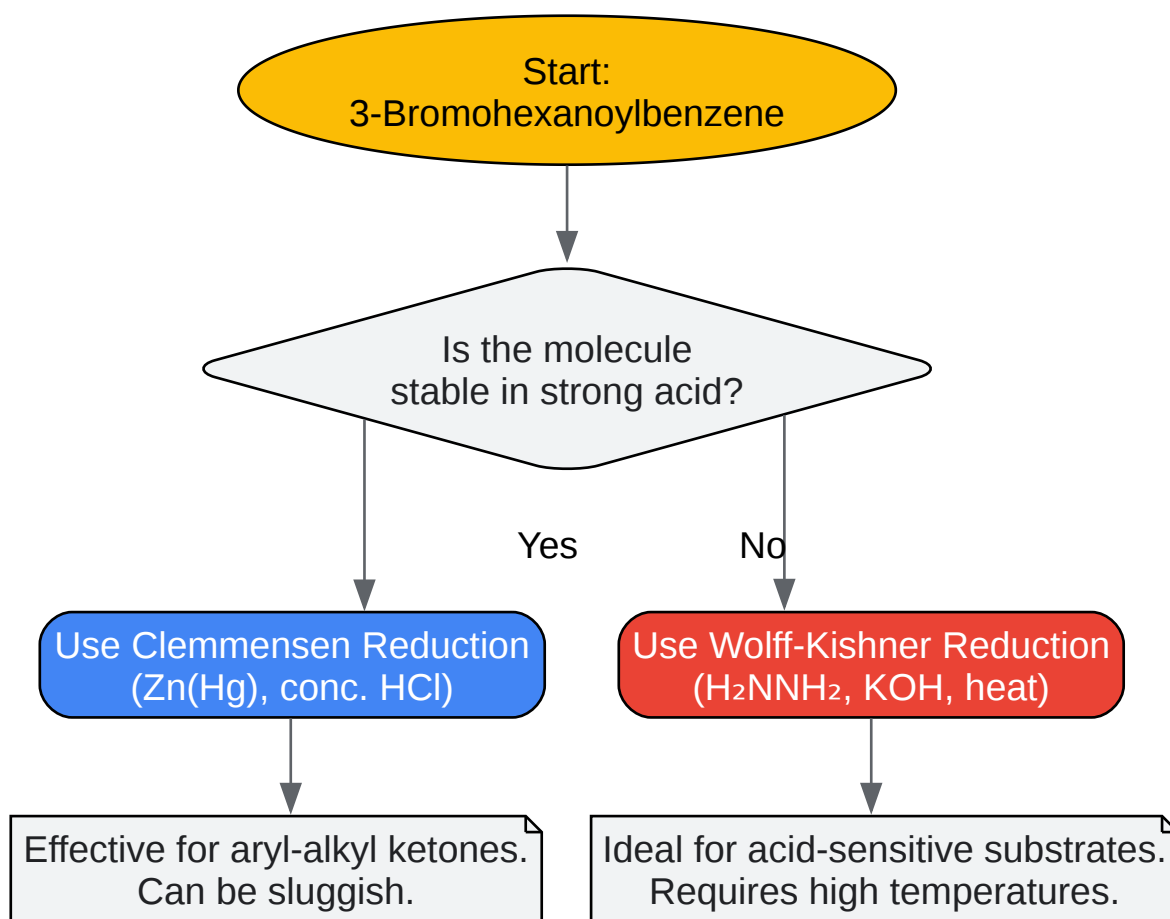 Start:
3-Bromohexanoylbenzene
Is the molecule
stable in strong acid?
Yes
No
Use Clemmensen Reduction
(Zn(Hg), conc. HCl)
Use Wolff-Kishner Reduction
(H₂NNH₂, KOH, heat)
Effective for aryl-alkyl ketones.
Can be sluggish.
Ideal for acid-sensitive substrates.
Requires high temperatures.